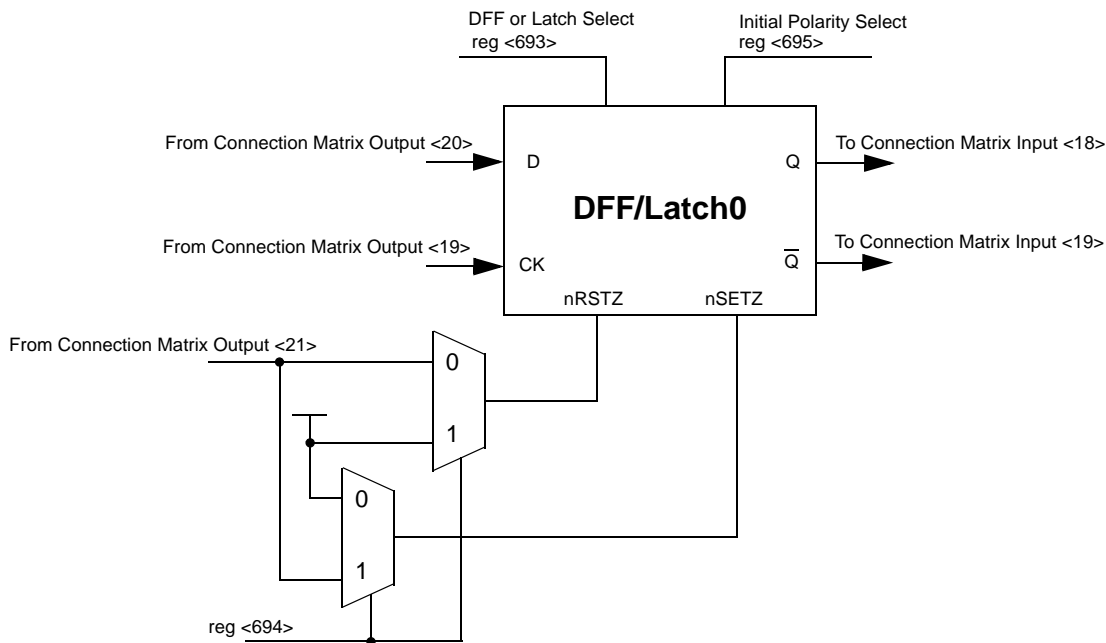 DFF or Latch Select
reg <693>
Initial Polarity Select
reg <695>
From Connection Matrix Output <20>
D
Q
To Connection Matrix Input <18>
DFF/Latch0
From Connection Matrix Output <19>
CK
Q̅
To Connection Matrix Input <19>
nRSTZ
nSETZ
From Connection Matrix Output <21>
0
1
0
1
reg <694>